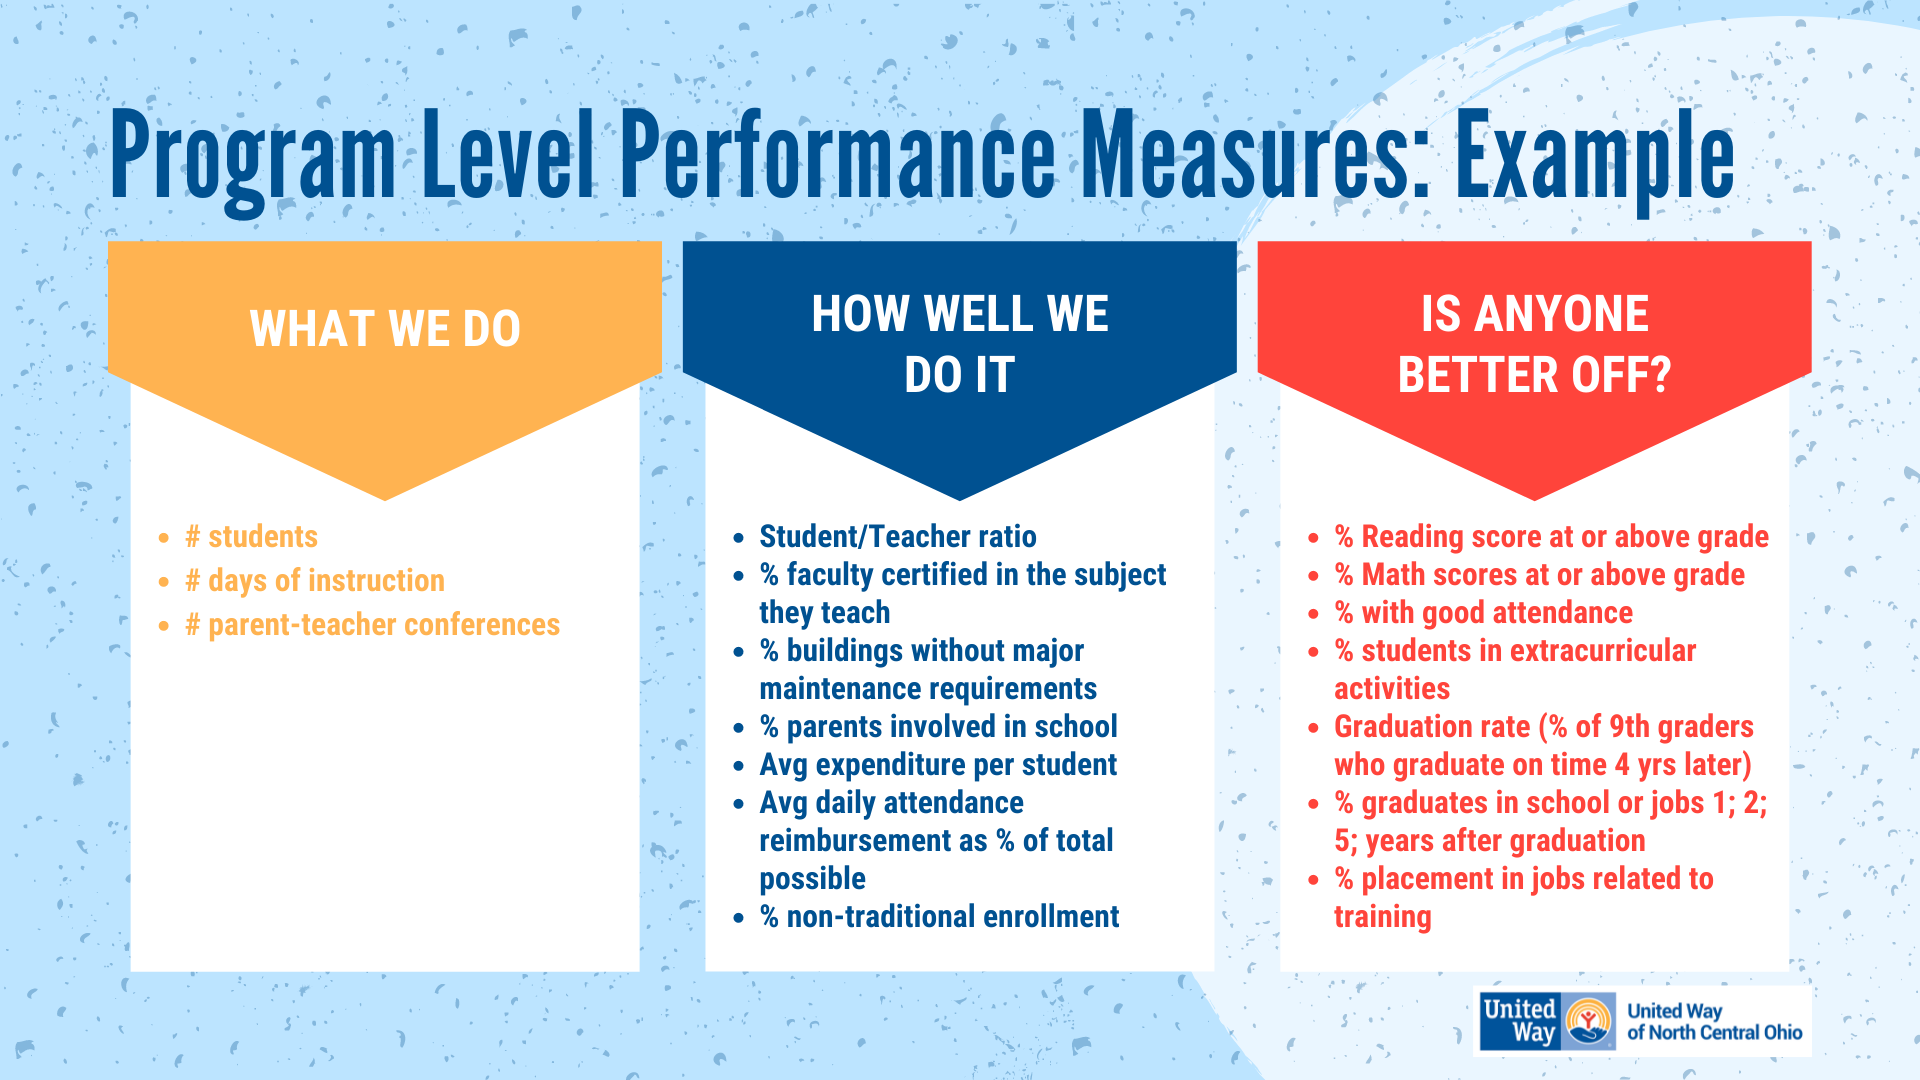 Program Level Performance Measures: Example
WHAT WE DO
# students
# days of instruction
# parent-teacher conferences
HOW WELL WE
DO IT
Student/Teacher ratio
% faculty certified in the subject
they teach
% buildings without major
maintenance requirements
% parents involved in school
Avg expenditure per student
Avg daily attendance
reimbursement as % of total
possible
% non-traditional enrollment
IS ANYONE
BETTER OFF?
% Reading score at or above grade
% Math scores at or above grade
% with good attendance
% students in extracurricular
activities
Graduation rate (% of 9th graders
who graduate on time 4 yrs later)
% graduates in school or jobs 1; 2;
5; years after graduation
% placement in jobs related to
training
United
Way
United Way
of North Central Ohio